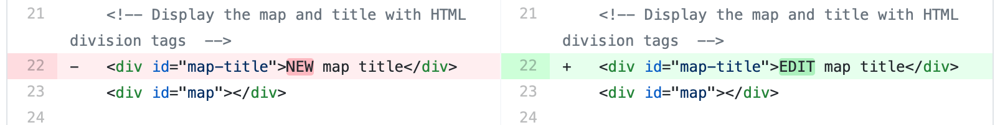 21 <!-- Display the map and title with HTML
division tags  -->
22 - <div id="map-title">NEW map title</div>
23 <div id="map"></div>
24
21 <!-- Display the map and title with HTML
division tags  -->
22 + <div id="map-title">EDIT map title</div>
23 <div id="map"></div>
24